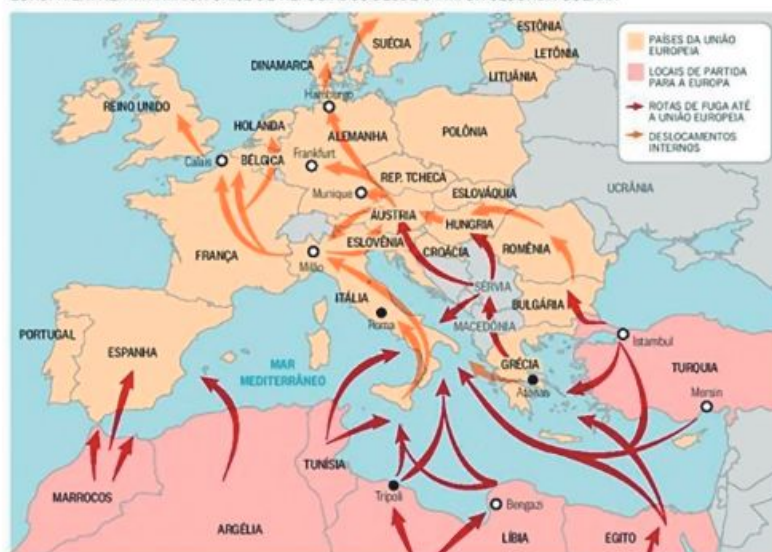 SUÉCIA
ESTÔNIA
LETÔNIA
LITUÂNIA
DINAMARCA
REINO UNIDO
Hamburgo
HOLANDA
ALEMANHA
POLÔNIA
Calais
BÉLGICA
Frankfurt
REP. TCHECA
Munique
ESLOVÁQUIA
UCRÂNIA
ÁUSTRIA
HUNGRIA
FRANÇA
ESLOVÊNIA
CROÁCIA
ROMÊNIA
Milão
SÉRVIA
ITÁLIA
BULGÁRIA
Roma
MACEDÔNIA
PORTUGAL
ESPANHA
MAR
MEDITERRÂNEO
GRÉCIA
Atenas
Istambul
TURQUIA
Mersin
TUNÍSIA
MARROCOS
ARGÉLIA
Trípoli
Bengazi
LÍBIA
EGITO
PAÍSES DA UNIÃO
EUROPEIA
LOCAIS DE PARTIDA
PARA A EUROPA
ROTAS DE FUGA ATÉ
A UNIÃO EUROPEIA
DESLOCAMENTOS
INTERNOS